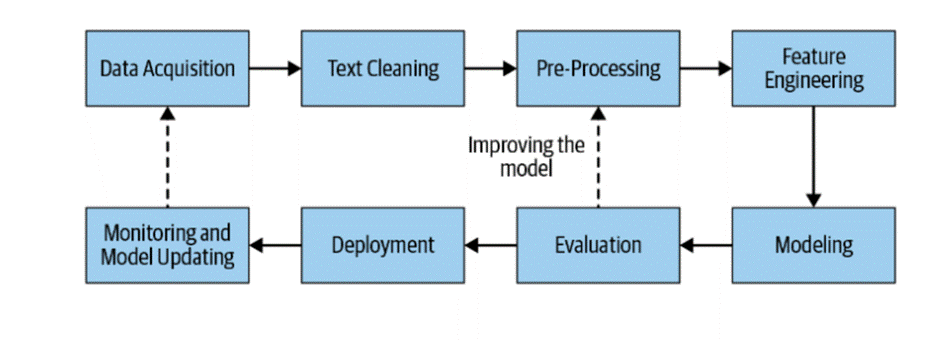 Data Acquisition
Text Cleaning
Pre-Processing
Feature
Engineering
Improving the
model
Monitoring and
Model Updating
Deployment
Evaluation
Modeling